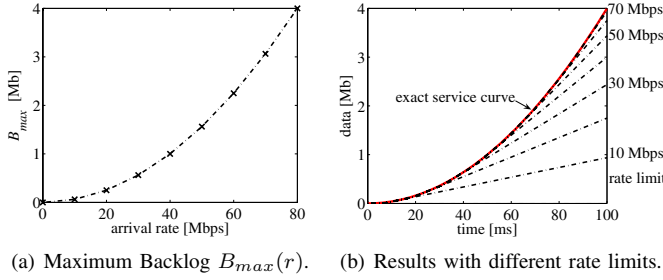 4
3
2
1
0
0 20 40 60 80
B_max [Mb]
arrival rate [Mbps]
(a) Maximum Backlog B_max(r).
4
3
2
1
0
0 20 40 60 80 100
data [Mb]
time [ms]
exact service curve
70 Mbps
50 Mbps
30 Mbps
10 Mbps
rate limit
(b) Results with different rate limits.